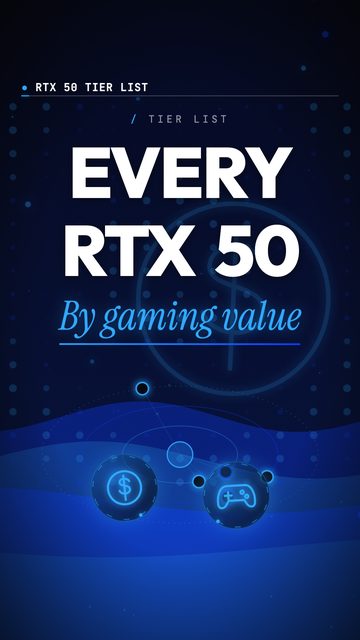 RTX 50 TIER LIST
/ TIER LIST
EVERY
RTX 50
By gaming value